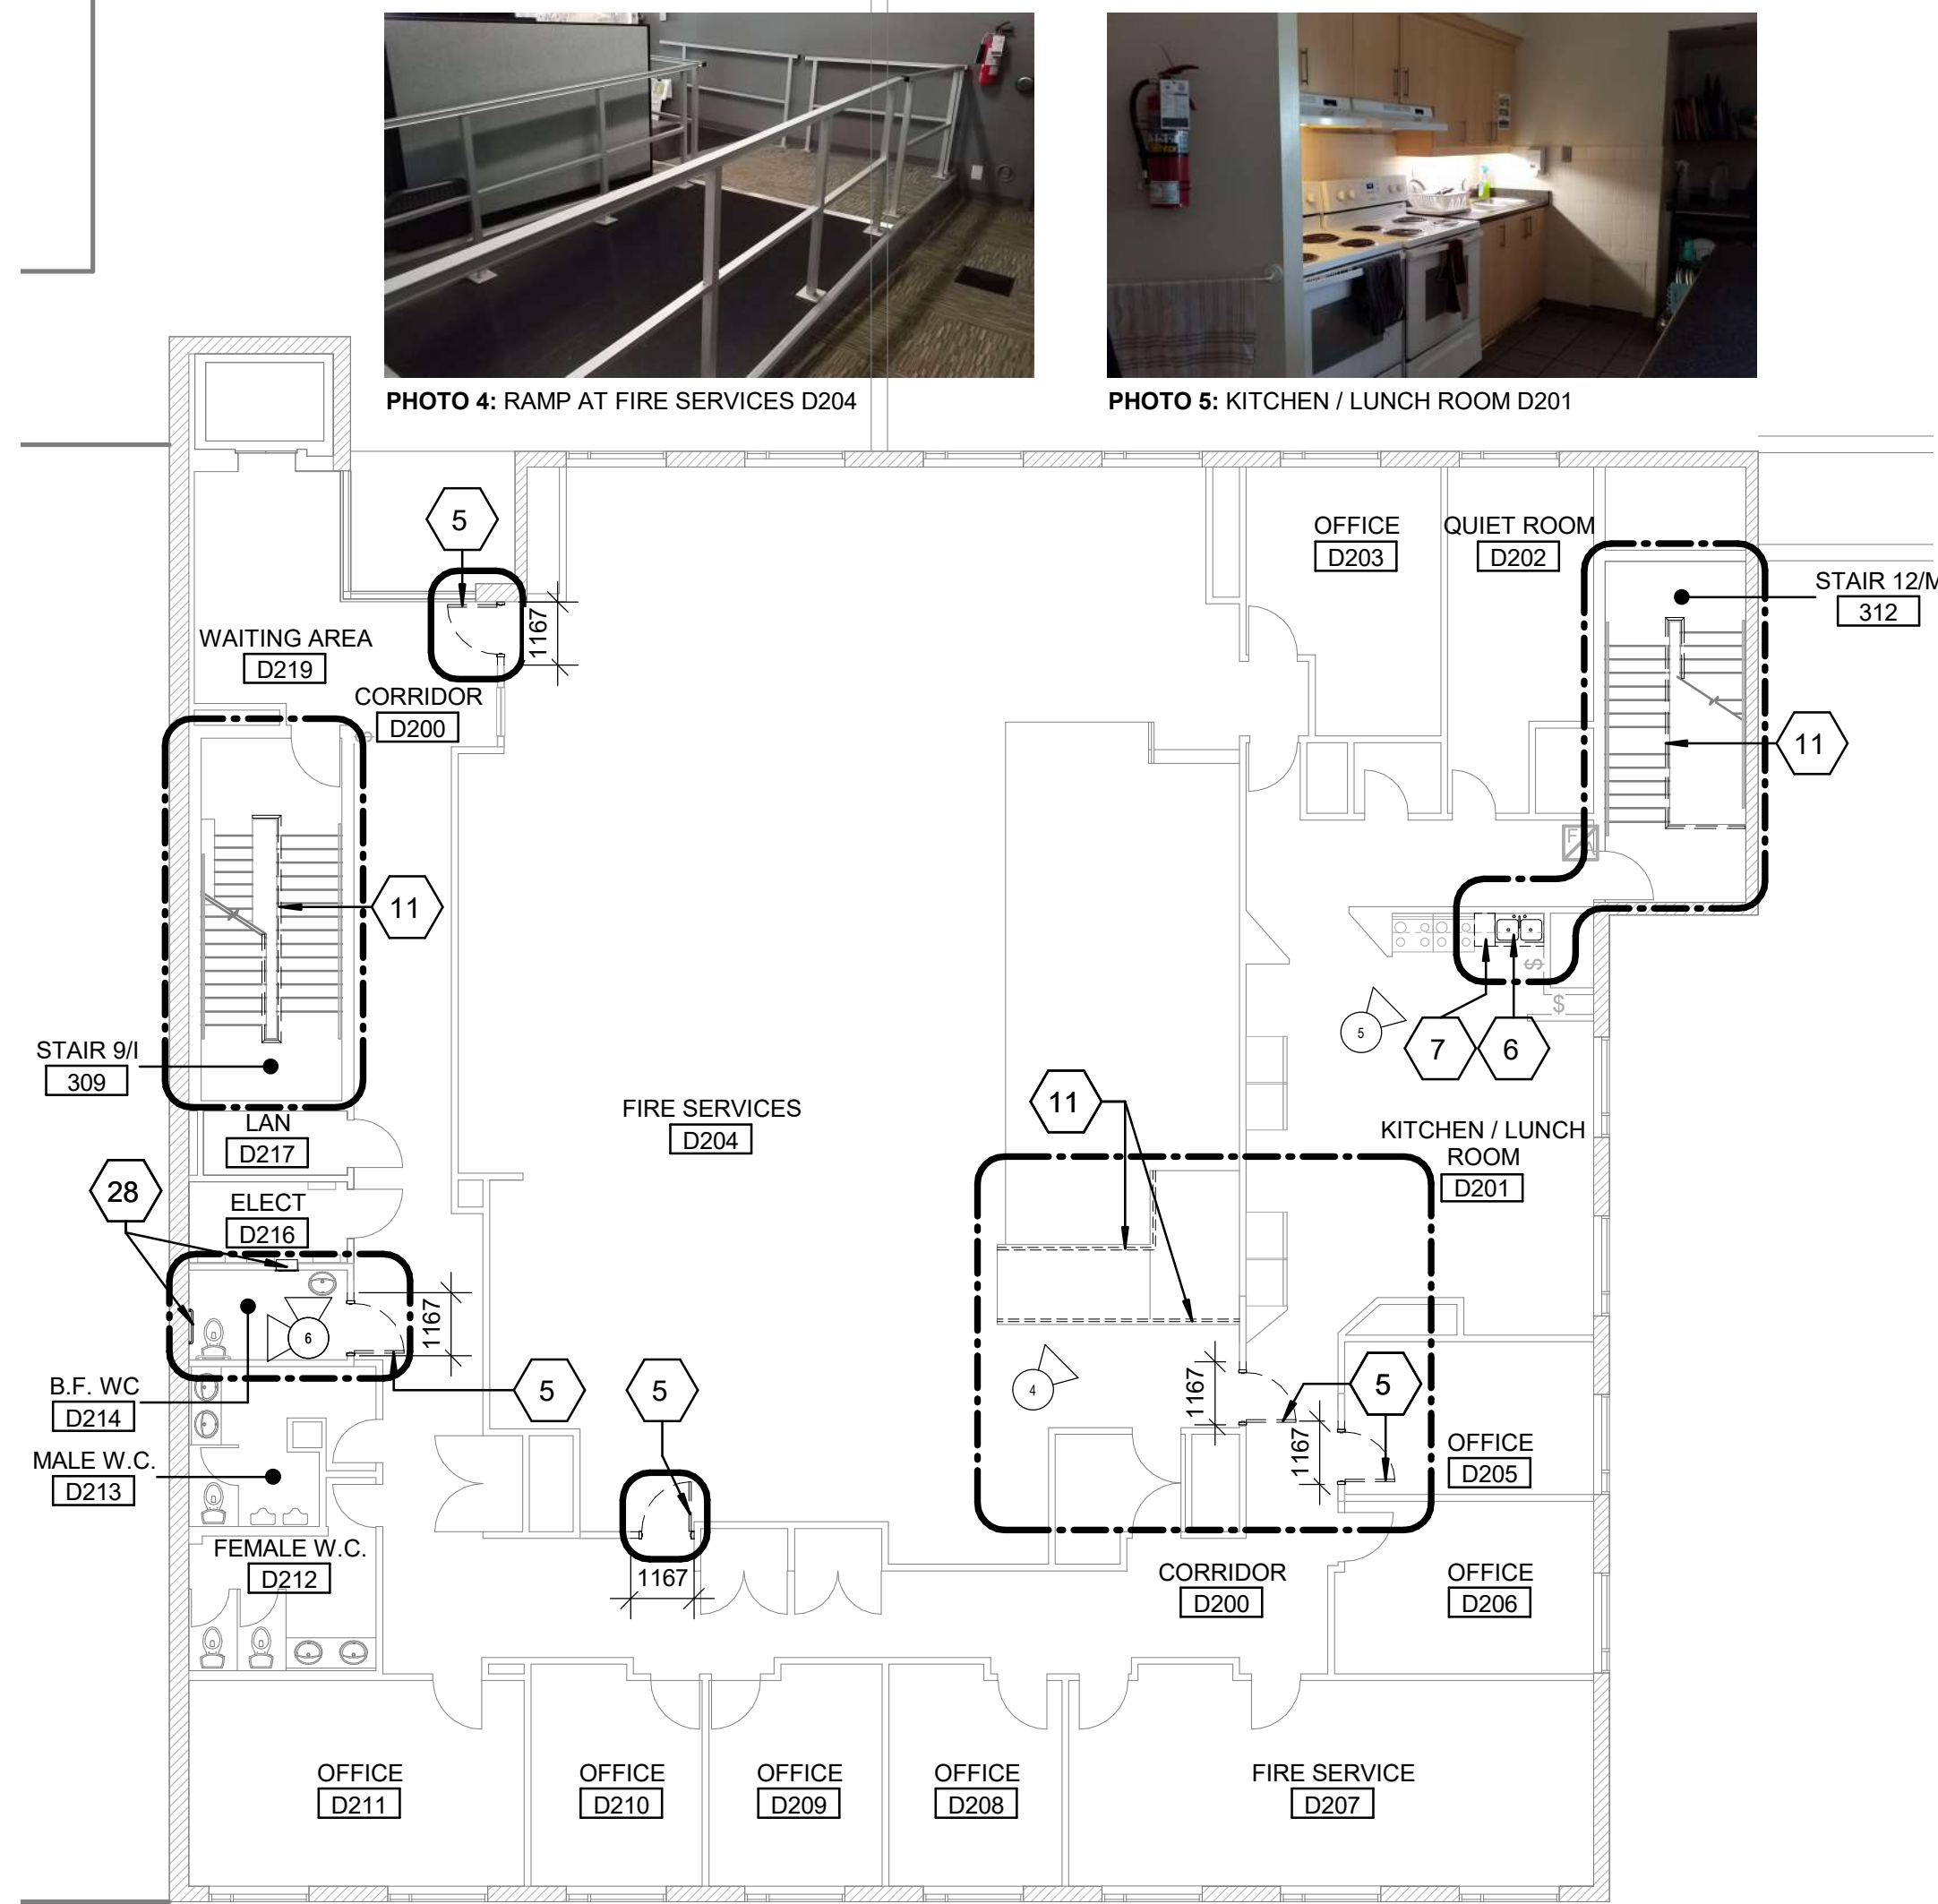 PHOTO 4: RAMP AT FIRE SERVICES D204
PHOTO 5: KITCHEN / LUNCH ROOM D201
5
OFFICE
D203
QUIET ROOM
D202
STAIR 12/M
312
1167
WAITING AREA
D219
CORRIDOR
D200
11
11
$
STAIR 9/I
309
5
7
6
$
$
LAN
D217
FIRE SERVICES
D204
11
KITCHEN / LUNCH
ROOM
D201
28
ELECT
D216
6
1167
B.F. WC
D214
5
5
4
1167
5
1167
MALE W.C.
D213
OFFICE
D205
FEMALE W.C.
D212
1167
CORRIDOR
D200
OFFICE
D206
OFFICE
D211
OFFICE
D210
OFFICE
D209
OFFICE
D208
FIRE SERVICE
D207